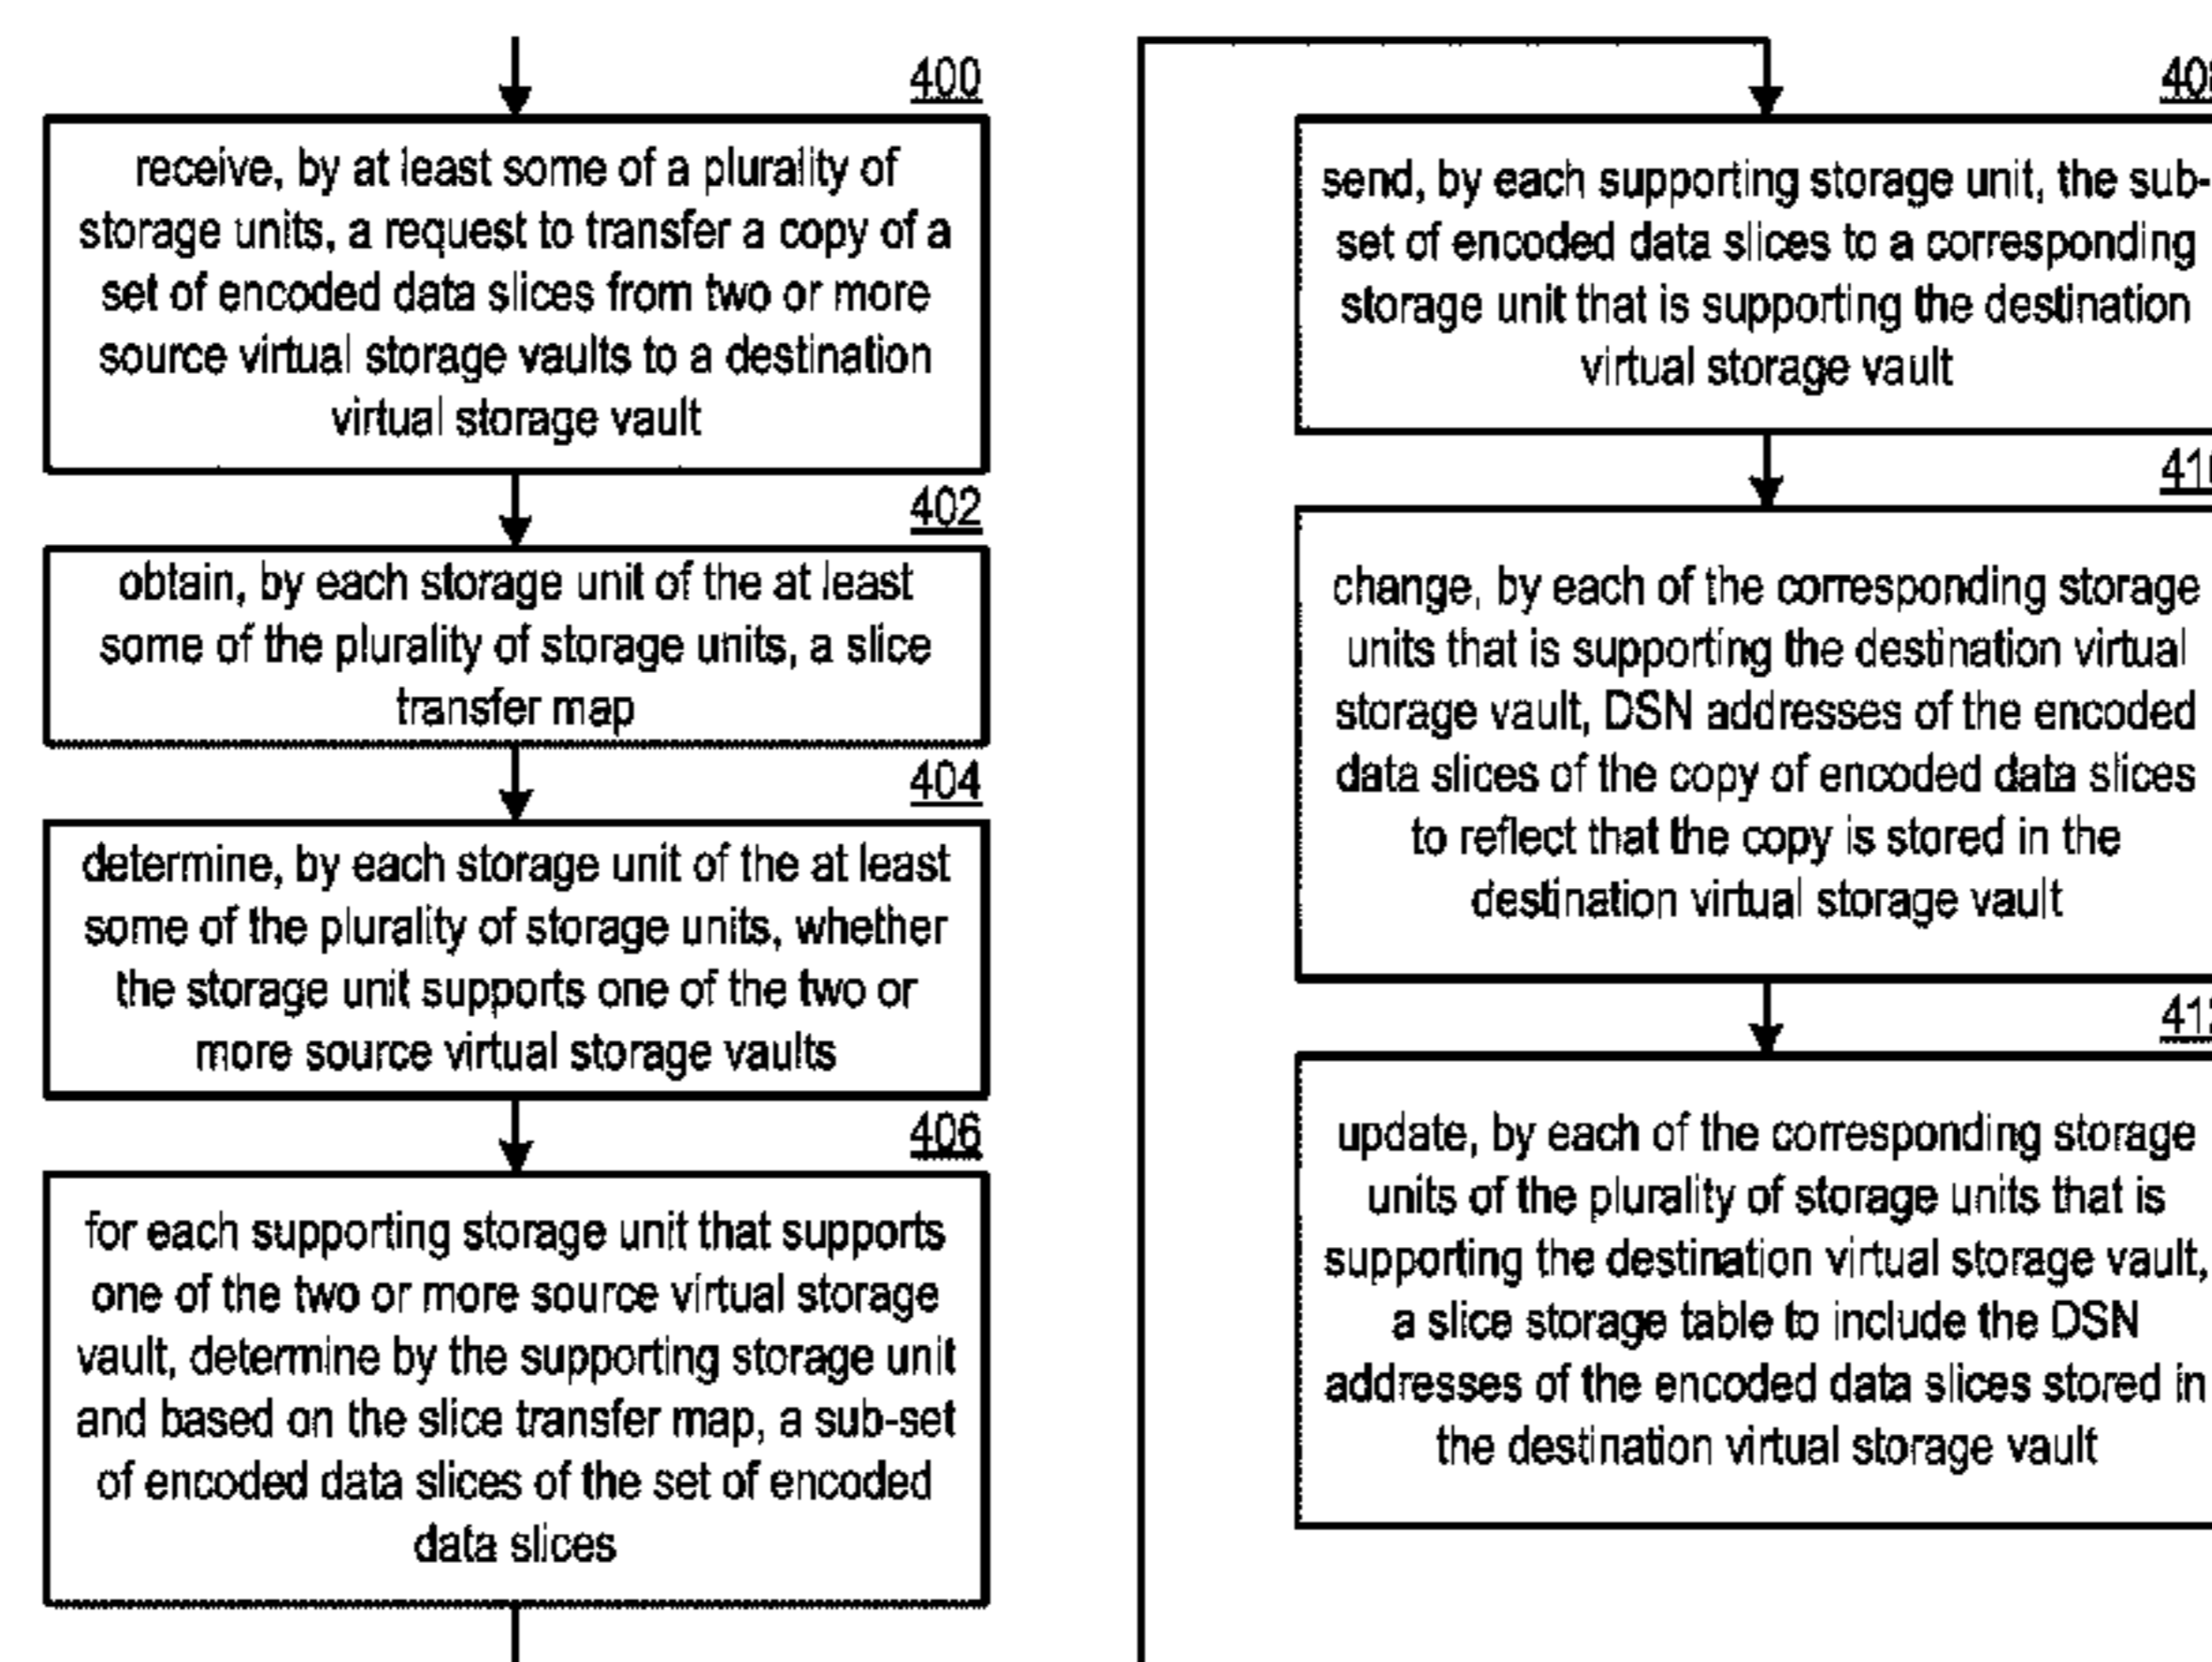 400
receive, by at least some of a plurality of
storage units, a request to transfer a copy of a
set of encoded data slices from two or more
source virtual storage vaults to a destination
virtual storage vault
402
obtain, by each storage unit of the at least
some of the plurality of storage units, a slice
transfer map
404
determine, by each storage unit of the at least
some of the plurality of storage units, whether
the storage unit supports one of the two or
more source virtual storage vaults
406
for each supporting storage unit that supports
one of the two or more source virtual storage
vault, determine by the supporting storage unit
and based on the slice transfer map, a sub-set
of encoded data slices of the set of encoded
data slices
send, by each supporting storage unit, the sub-
set of encoded data slices to a corresponding
storage unit that is supporting the destination
virtual storage vault
change, by each of the corresponding storage
units that is supporting the destination virtual
storage vault, DSN addresses of the encoded
data slices of the copy of encoded data slices
to reflect that the copy is stored in the
destination virtual storage vault
update, by each of the corresponding storage
units of the plurality of storage units that is
supporting the destination virtual storage vault,
a slice storage table to include the DSN
addresses of the encoded data slices stored in
the destination virtual storage vault